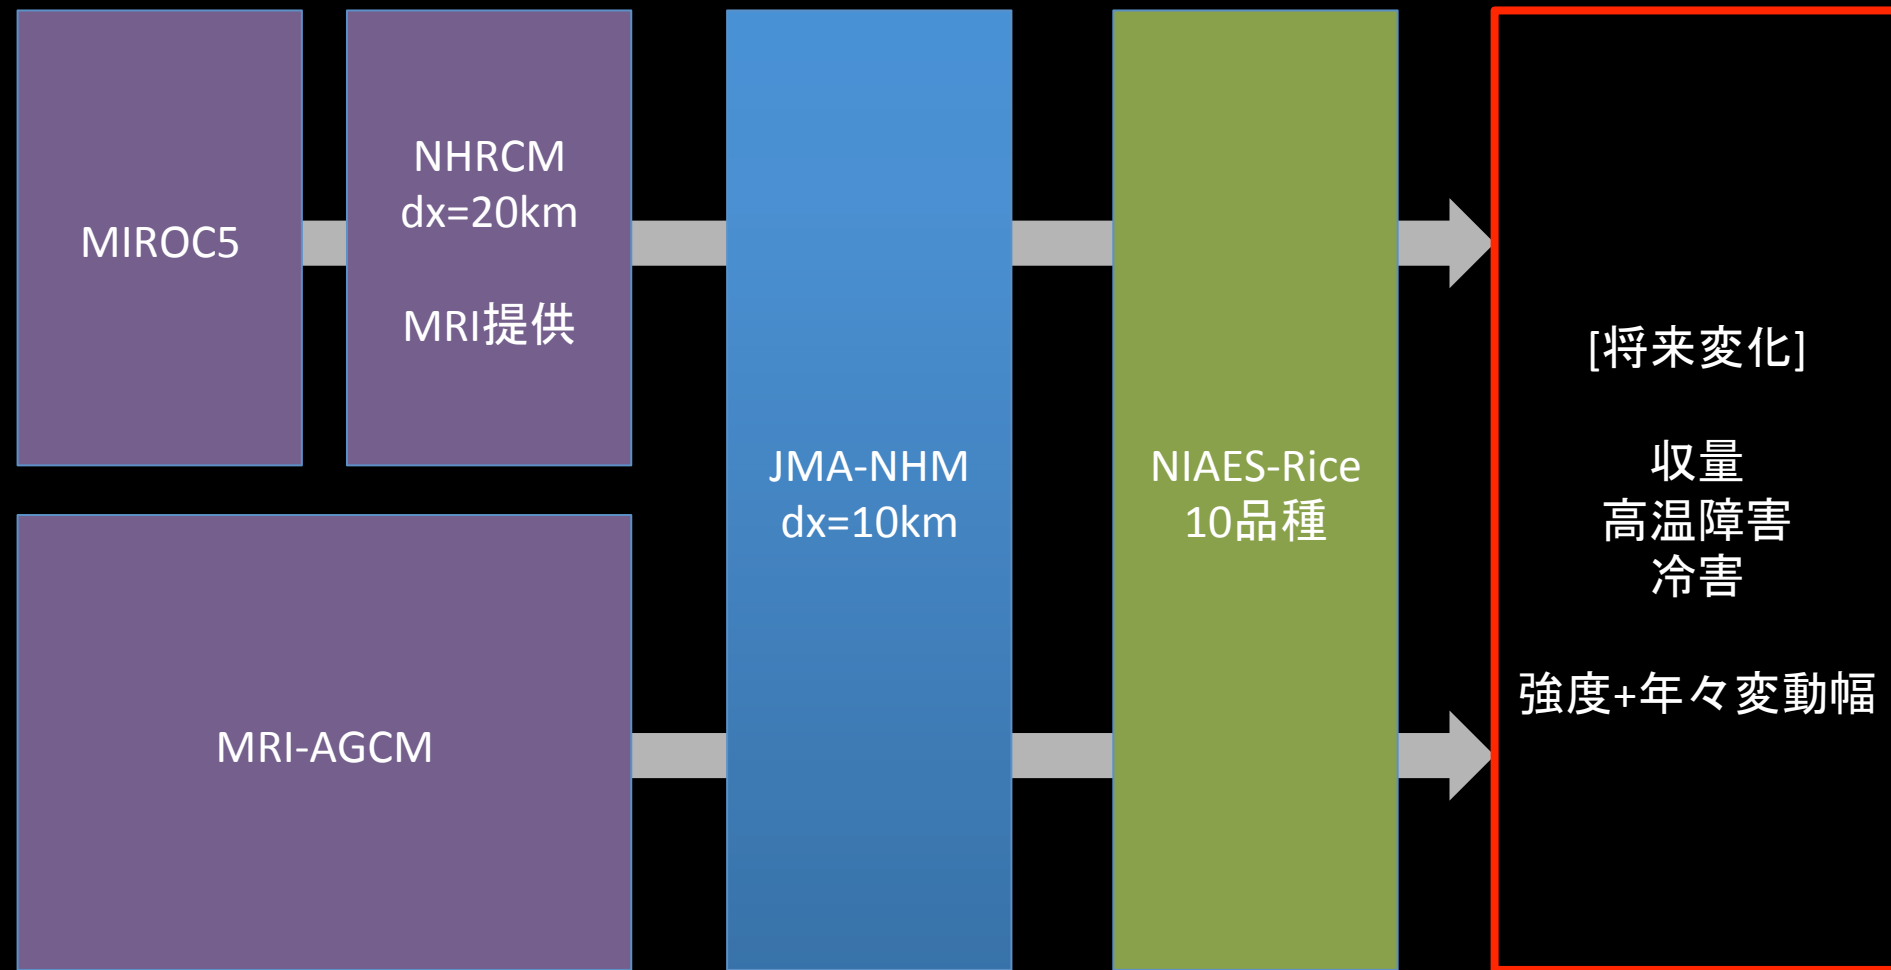 MIROC5
NHRCM
dx=20km
MRI提供
MRI-AGCM
JMA-NHM
dx=10km
NIAES-Rice
10品種
[将来変化]
収量
高温障害
冷害
強度+年々変動幅